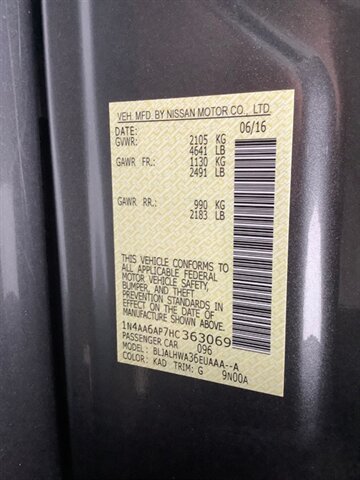 VEH. MFD. BY NISSAN MOTOR CO., LTD.
DATE: 06/16
GVWR: 2105 KG
4641 LB
GAWR FR.: 1130 KG
2491 LB
GAWR RR.: 990 KG
2183 LB
THIS VEHICLE CONFORMS TO
ALL APPLICABLE FEDERAL
MOTOR VEHICLE SAFETY,
BUMPER, AND THEFT
PREVENTION STANDARDS IN
EFFECT ON THE DATE OF
MANUFACTURE SHOWN ABOVE.
1N4AA6AP7HC363069
PASSENGER CAR 096
BLJALHWA36EUAAA--A
COLOR: KAD TRIM: G 9N00A